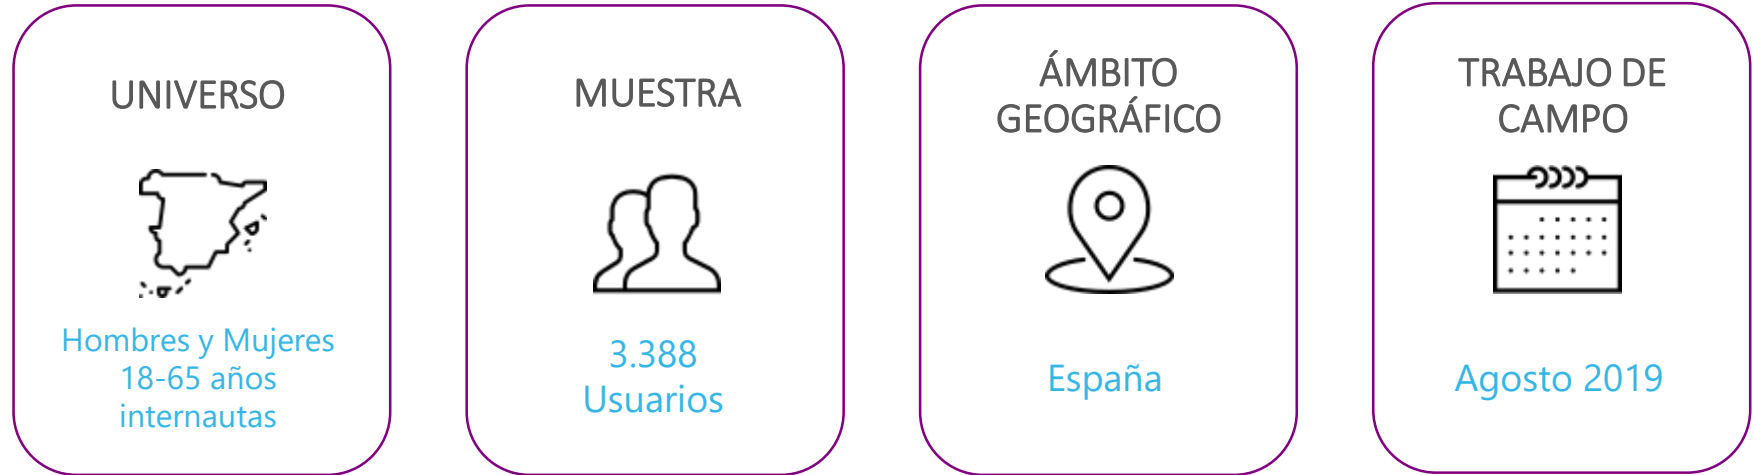 UNIVERSO
Hombres y Mujeres
18-65 años
internautas
MUESTRA
3.388
Usuarios
ÁMBITO
GEOGRÁFICO
España
TRABAJO DE
CAMPO
Agosto 2019